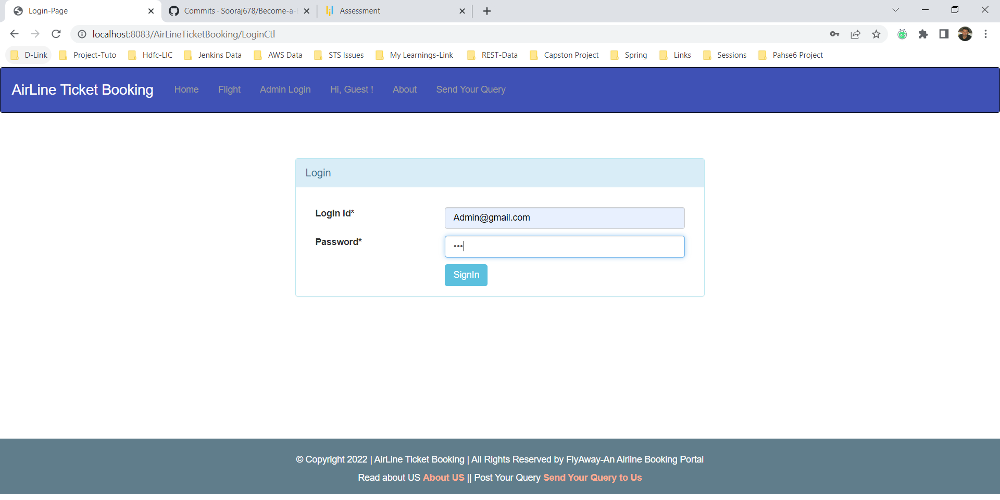 Login-Page
Commits · Sooraj678/Become-a-
Assessment
localhost:8083/AirLineTicketBooking/LoginCtl
D-Link Project-Tuto Hdfc-LIC Jenkins Data AWS Data STS Issues My Learnings-Link REST-Data Capston Project Spring Links Sessions Pahse6 Project
AirLine Ticket Booking Home Flight Admin Login Hi, Guest ! About Send Your Query
Login
Login Id* Admin@gmail.com
Password* •••
SignIn
© Copyright 2022 | AirLine Ticket Booking | All Rights Reserved by FlyAway-An Airline Booking Portal
Read about US About US || Post Your Query Send Your Query to Us